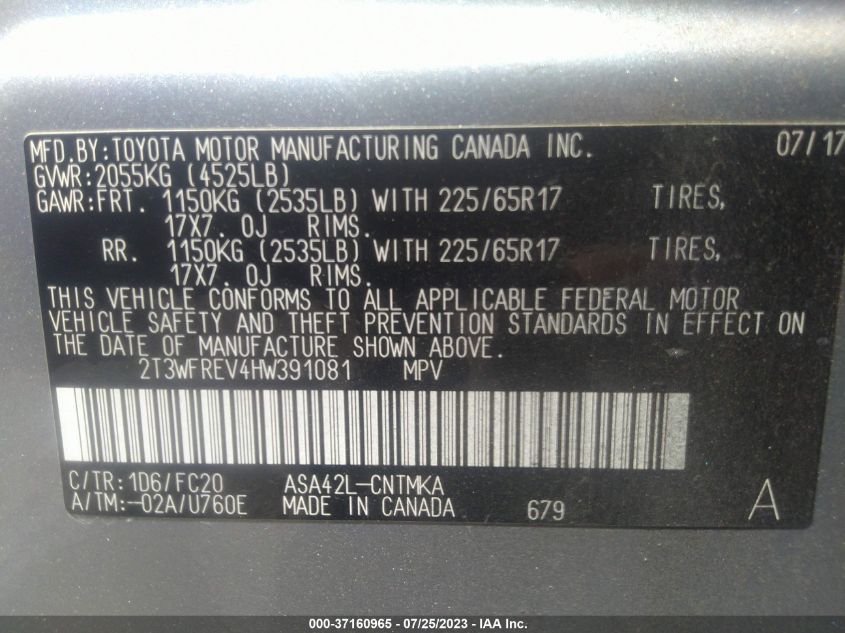 MFD.BY:TOYOTA MOTOR MANUFACTURING CANADA INC. 07/17
GVWR:2055KG (4525LB)
GAWR:FRT. 1150KG (2535LB) WITH 225/65R17 TIRES,
17X7. 0J RIMS.
RR. 1150KG (2535LB) WITH 225/65R17 TIRES,
17X7. 0J RIMS.
THIS VEHICLE CONFORMS TO ALL APPLICABLE FEDERAL MOTOR
VEHICLE SAFETY AND THEFT PREVENTION STANDARDS IN EFFECT ON
THE DATE OF MANUFACTURE SHOWN ABOVE.
2T3WFREV4HW391081 MPV
C/TR:1D6/FC20 ASA42L-CNTMKA
A/TM:-02A/U760E MADE IN CANADA 679 A
000-37160965 - 07/25/2023 - IAA Inc.